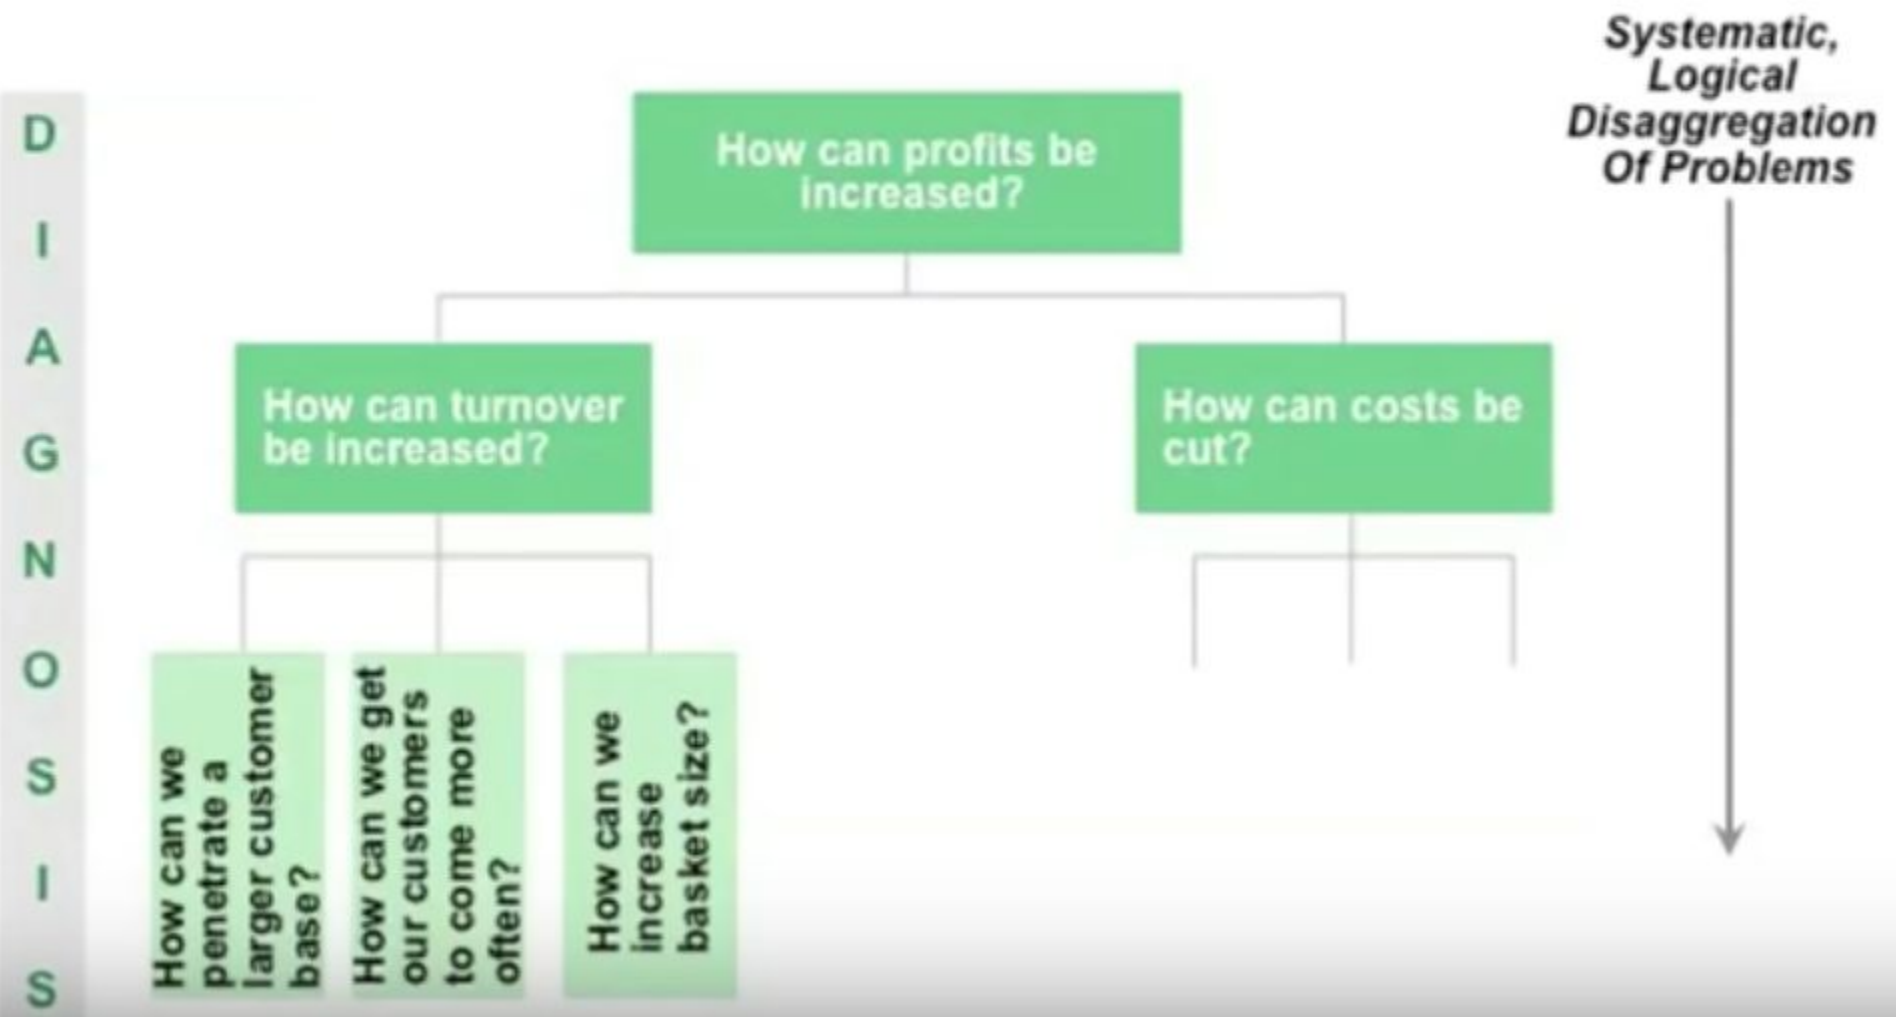 Systematic,
Logical
Disaggregation
Of Problems
D
I
A
G
N
O
S
I
S
How can profits be
increased?
How can turnover
be increased?
How can costs be
cut?
How can we
penetrate a
larger customer
base?
How can we get
our customers
to come more
often?
How can we
increase
basket size?